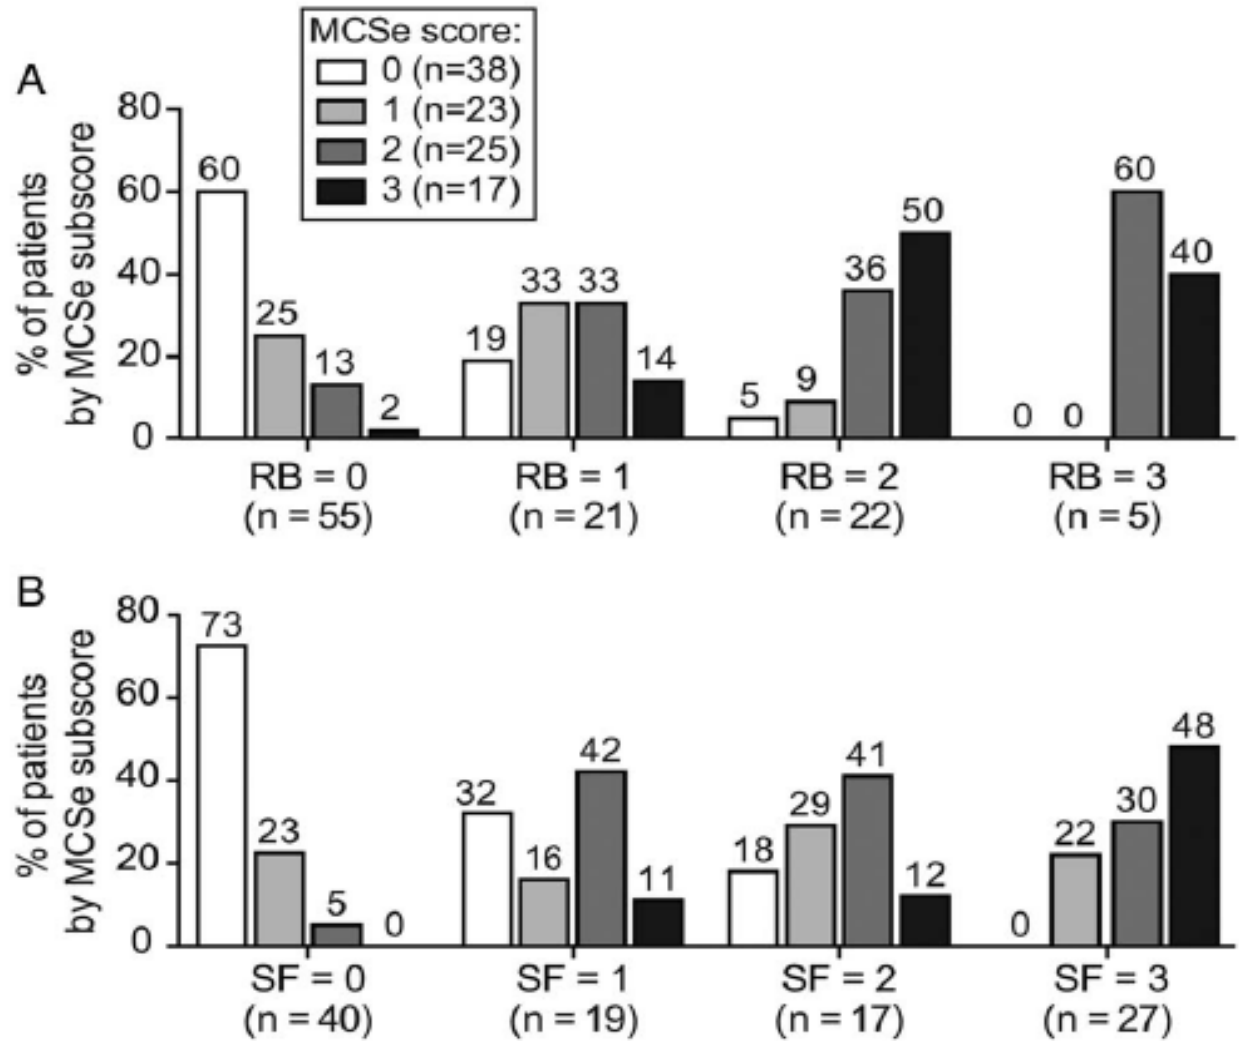 MCSe score:
0 (n=38)
1 (n=23)
2 (n=25)
3 (n=17)
A
% of patients
by MCSe subscore
80
60
40
20
0
60
25
13
2
19
33
33
14
5
9
36
50
0
0
60
40
RB = 0
RB = 1
RB = 2
RB = 3
(n = 55)
(n = 21)
(n = 22)
(n = 5)
B
% of patients
by MCSe subscore
80
60
40
20
0
73
23
5
0
32
16
42
11
18
29
41
12
0
22
30
48
SF = 0
SF = 1
SF = 2
SF = 3
(n = 40)
(n = 19)
(n = 17)
(n = 27)